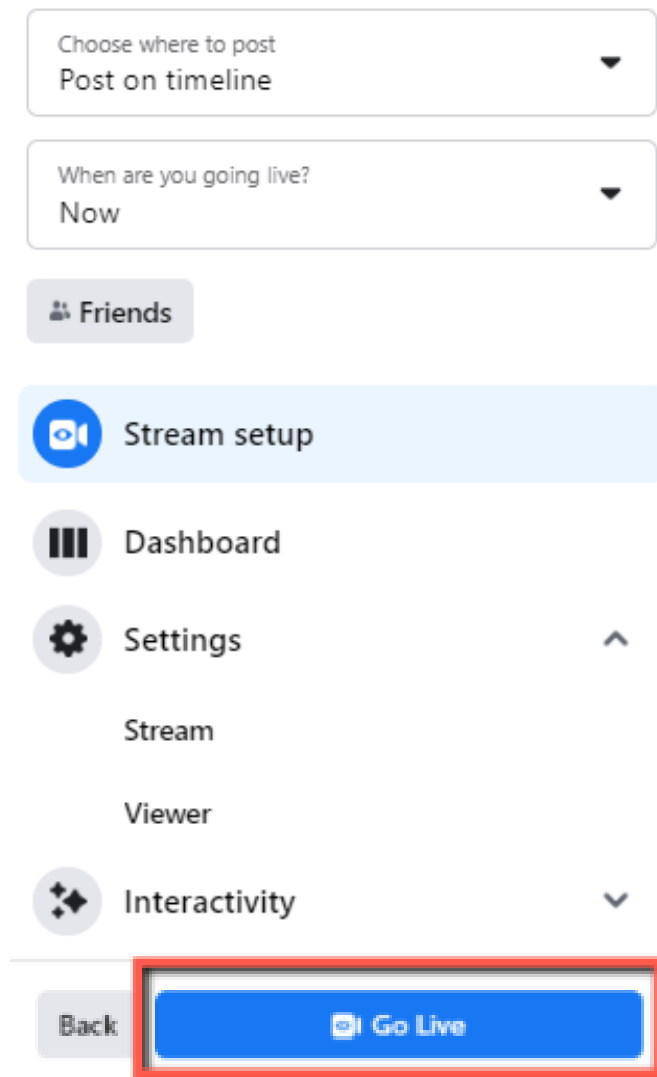 Choose where to post
Post on timeline
When are you going live?
Now
Friends
Stream setup
Dashboard
Settings
Stream
Viewer
Interactivity
Back
Go Live